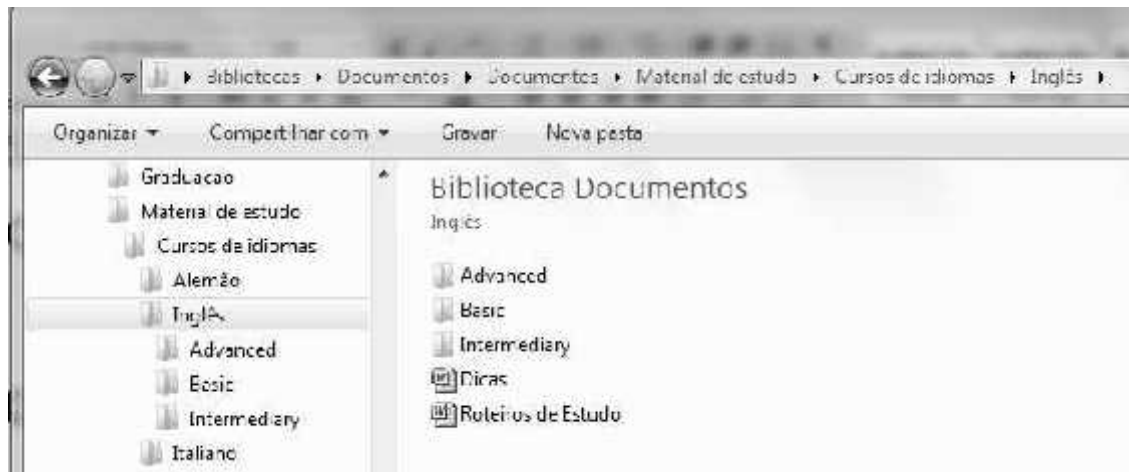 Bibliotecas ▸ Documentos ▸ Documentos ▸ Material de estudo ▸ Cursos de idiomas ▸ Inglês ▸
Organizar Compartilhar com Gravar Nova pasta
Graduacao
Material de estudo
Cursos de idiomas
Alemão
Inglês
Advanced
Basic
Intermediary
Italiano
Biblioteca Documentos
Inglês
Advanced
Basic
Intermediary
Dicas
Roteiros de Estudo